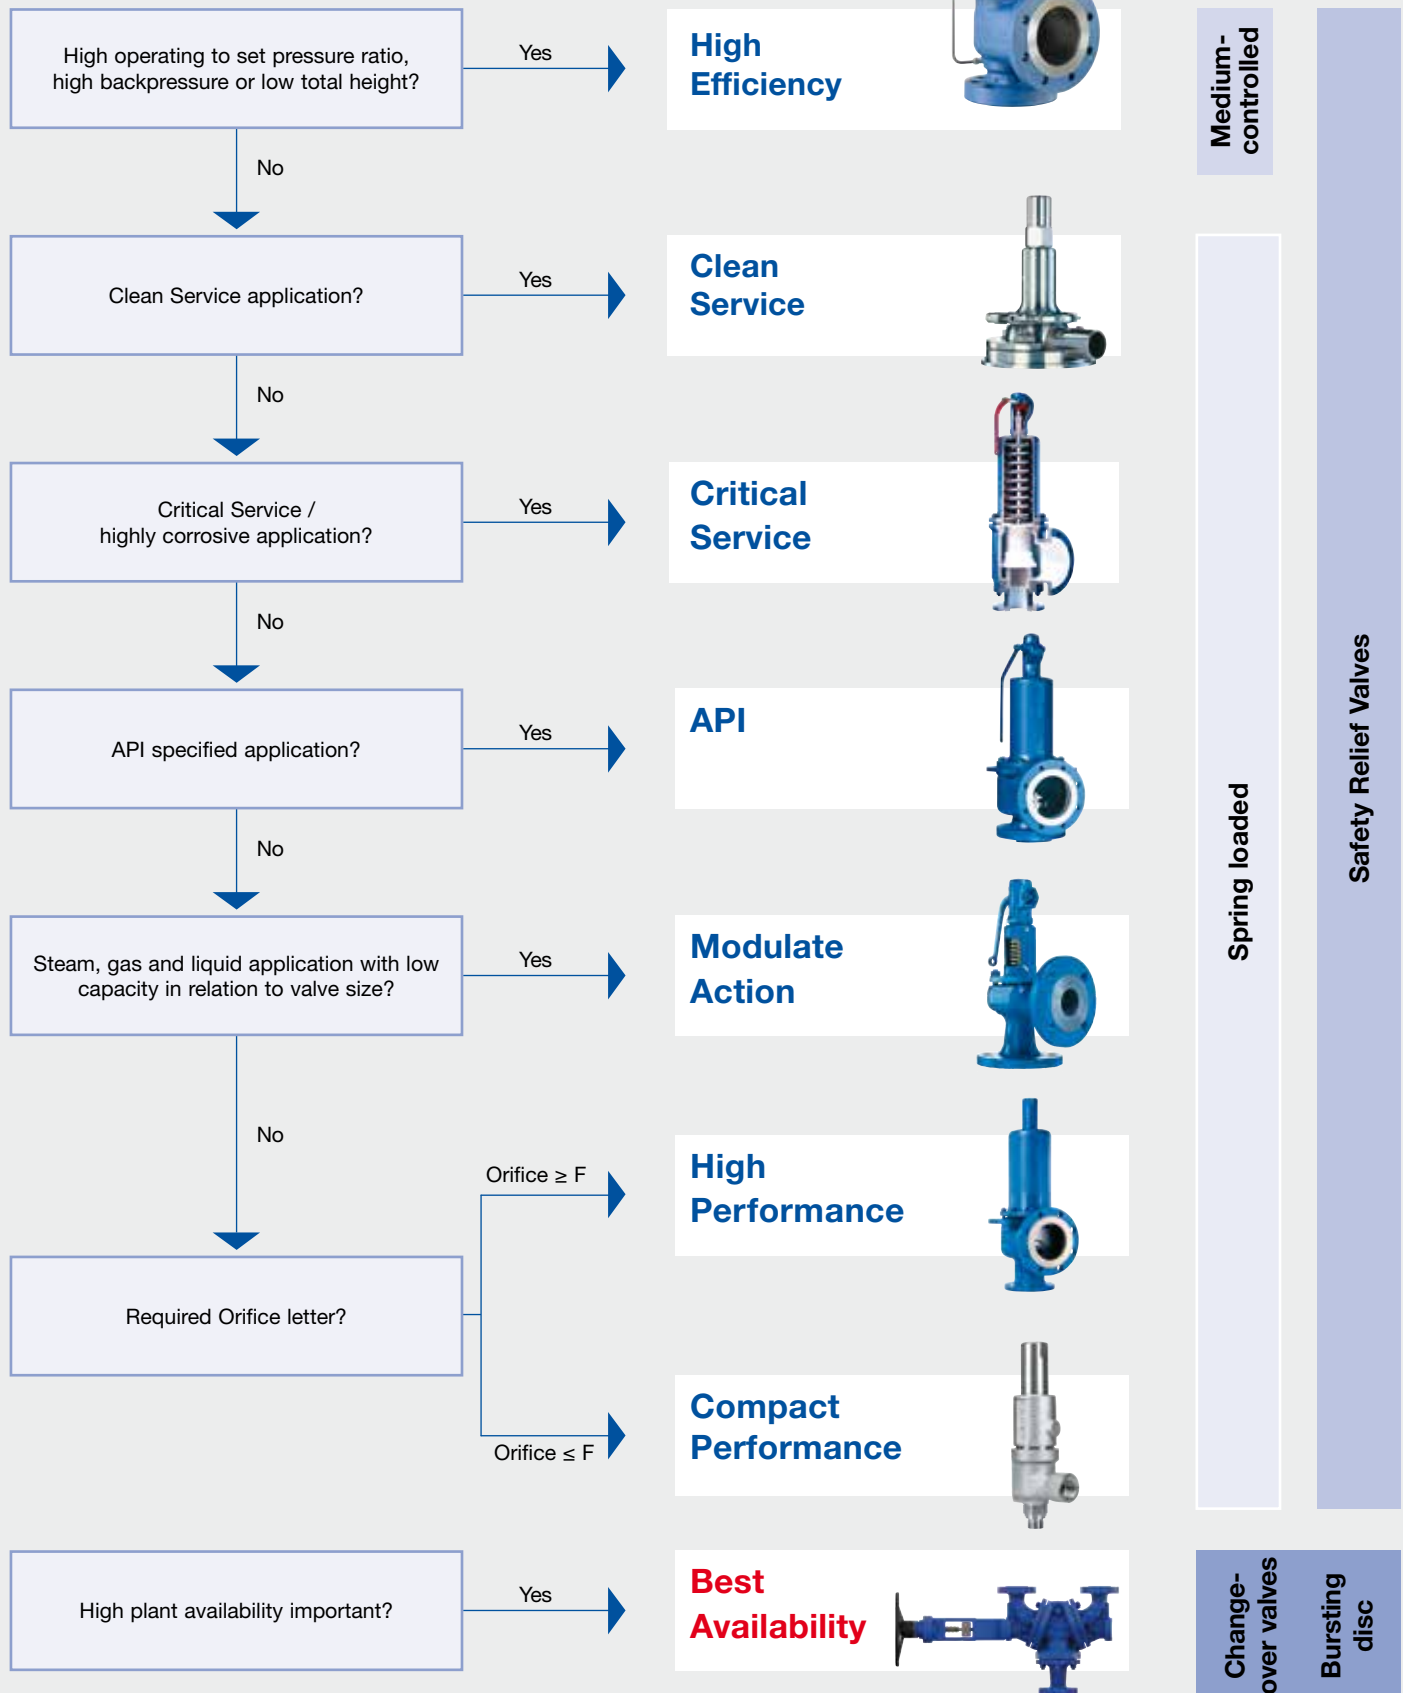 High operating to set pressure ratio,
high backpressure or low total height?
Yes
High
Efficiency
No
Clean Service application?
Yes
Clean
Service
No
Critical Service /
highly corrosive application?
Yes
Critical
Service
No
API specified application?
Yes
API
No
Steam, gas and liquid application with low
capacity in relation to valve size?
Yes
Modulate
Action
No
Required Orifice letter?
Orifice ≥ F
High
Performance
Orifice ≤ F
Compact
Performance
High plant availability important?
Yes
Best
Availability
Medium-
controlled
Spring loaded
Safety Relief Valves
Change-
over valves
Bursting
disc